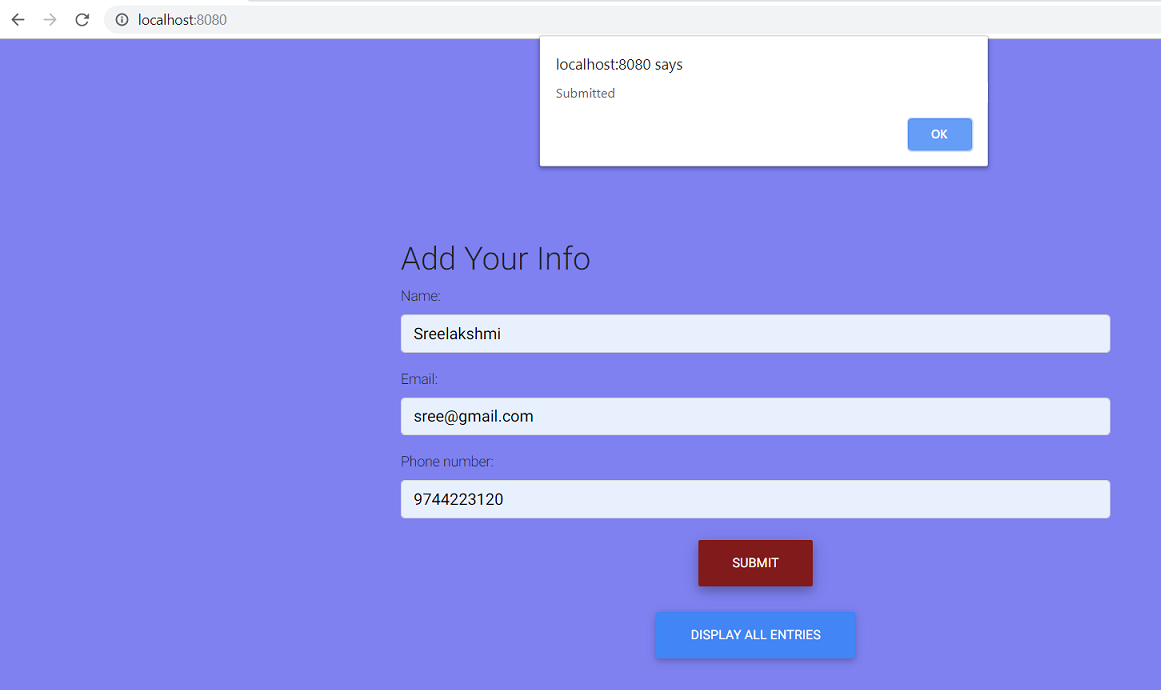 localhost:8080
localhost:8080 says
Submitted
OK
Add Your Info
Name:
Sreelakshmi
Email:
sree@gmail.com
Phone number:
9744223120
SUBMIT
DISPLAY ALL ENTRIES